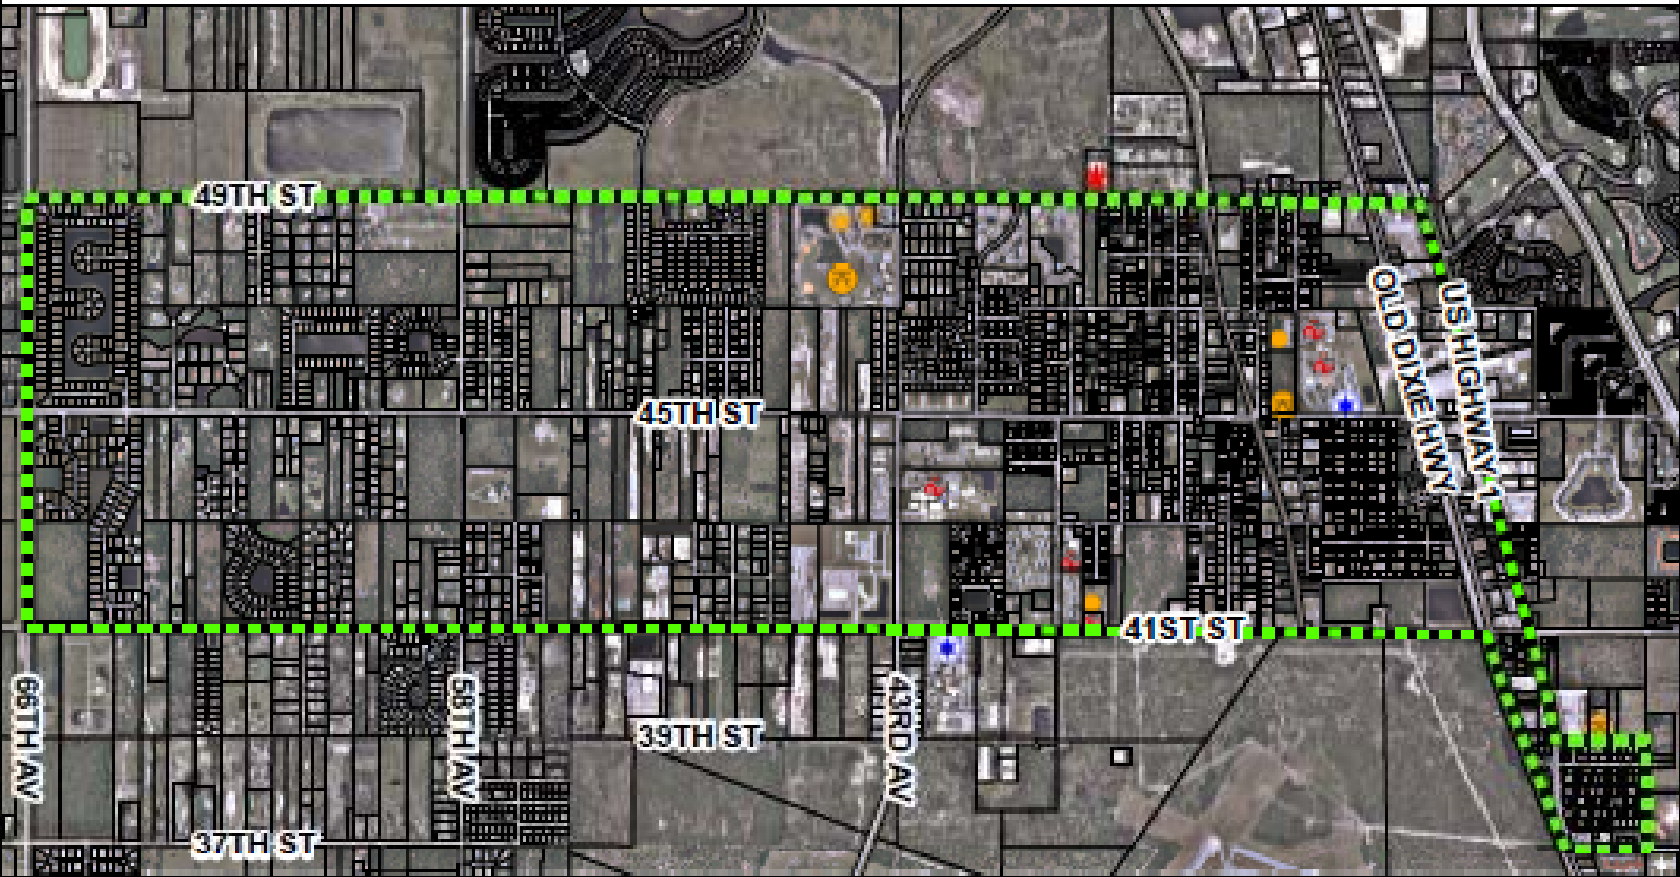 49TH ST
45TH ST
OLD DIXIE HWY
US HIGHWAY 1
41ST ST
66TH AV
58TH AV
39TH ST
43RD AV
37TH ST